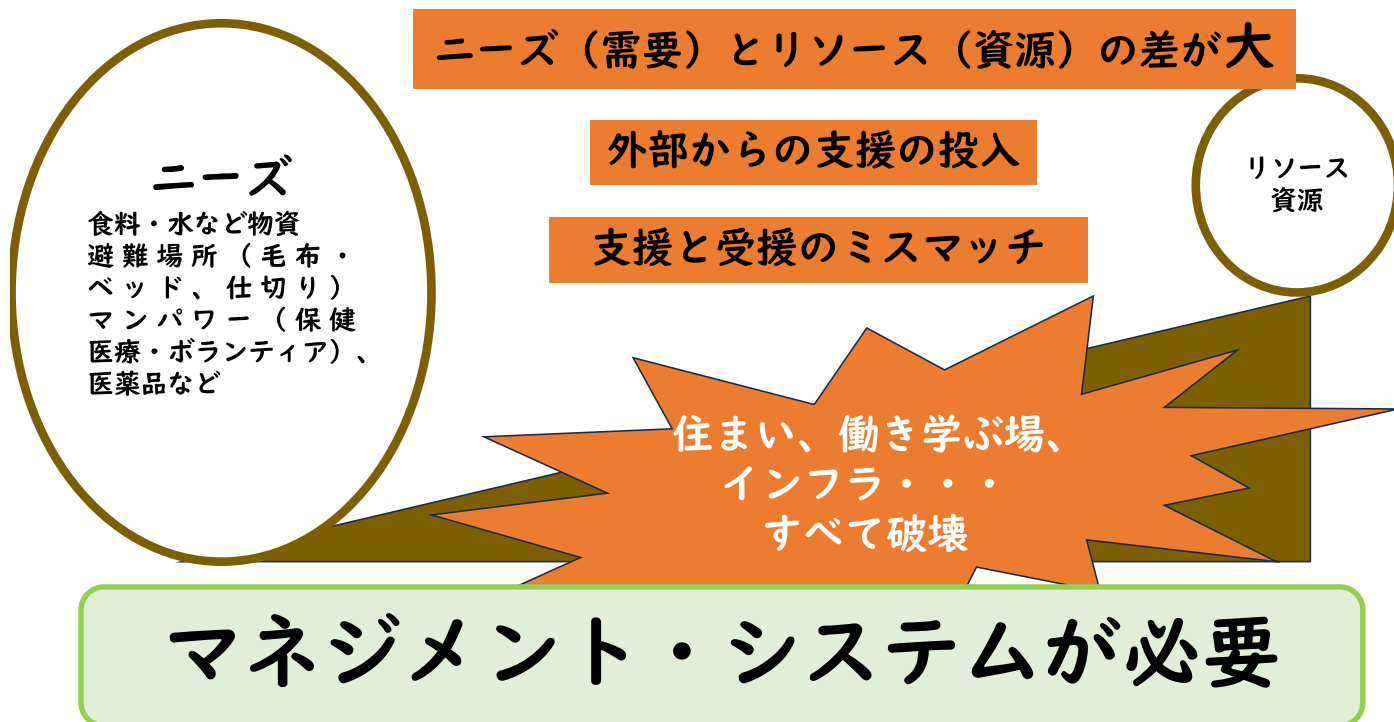 ニーズ（需要）とリソース（資源）の差が大
外部からの支援の投入
支援と受援のミスマッチ
ニーズ
食料・水など物資
避難場所（毛布・
ベッド、仕切り）
マンパワー（保健
医療・ボランティア）、
医薬品など
リソース
資源
住まい、働き学ぶ場、
インフラ・・・
すべて破壊
マネジメント・システムが必要